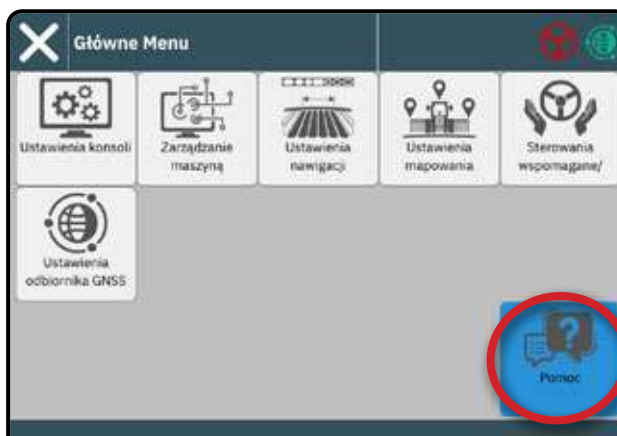 Główne Menu
Ustawienia konsoli
Zarządzanie
maszyną
Ustawienia
nawigacji
Ustawienia
mapowania
Sterowania
wspomagane/
Ustawienia
odbiornika GNSS
Pomoc